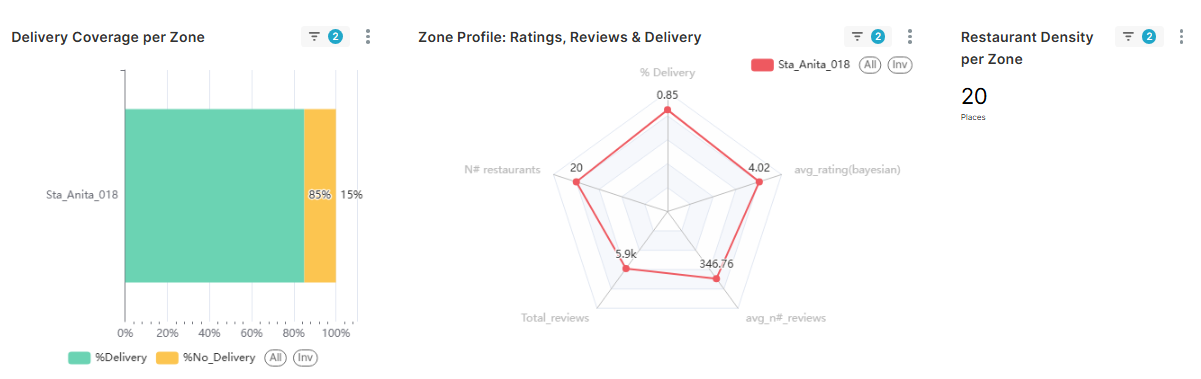 Delivery Coverage per Zone
2
Sta_Anita_018
85%
15%
0%
20%
40%
60%
80%
100%
%Delivery
%No_Delivery
All
Inv
Zone Profile: Ratings, Reviews & Delivery
2
Sta_Anita_018
All
Inv
% Delivery
0.85
N# restaurants
20
4.02
avg_rating(bayesian)
5.9k
346.76
Total_reviews
avg_n#_reviews
Restaurant Density
per Zone
2
20
Places